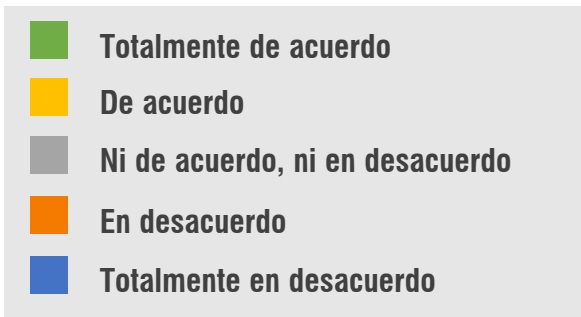 Totalmente de acuerdo
De acuerdo
Ni de acuerdo, ni en desacuerdo
En desacuerdo
Totalmente en desacuerdo